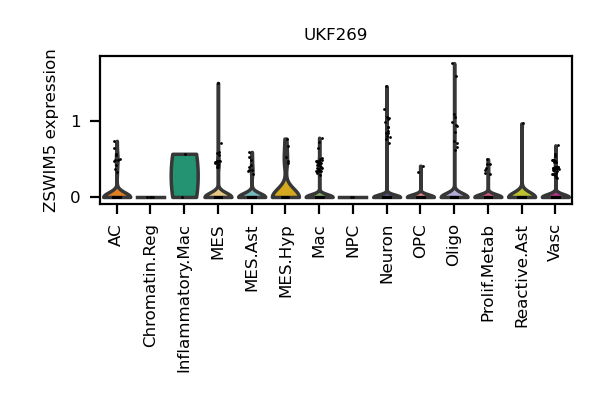 UKF269
ZSWIM5 expression
1
0
AC
Chromatin.Reg
Inflammatory.Mac
MES
MES.Ast
MES.Hyp
Mac
NPC
Neuron
OPC
Oligo
Prolif.Metab
Reactive.Ast
Vasc